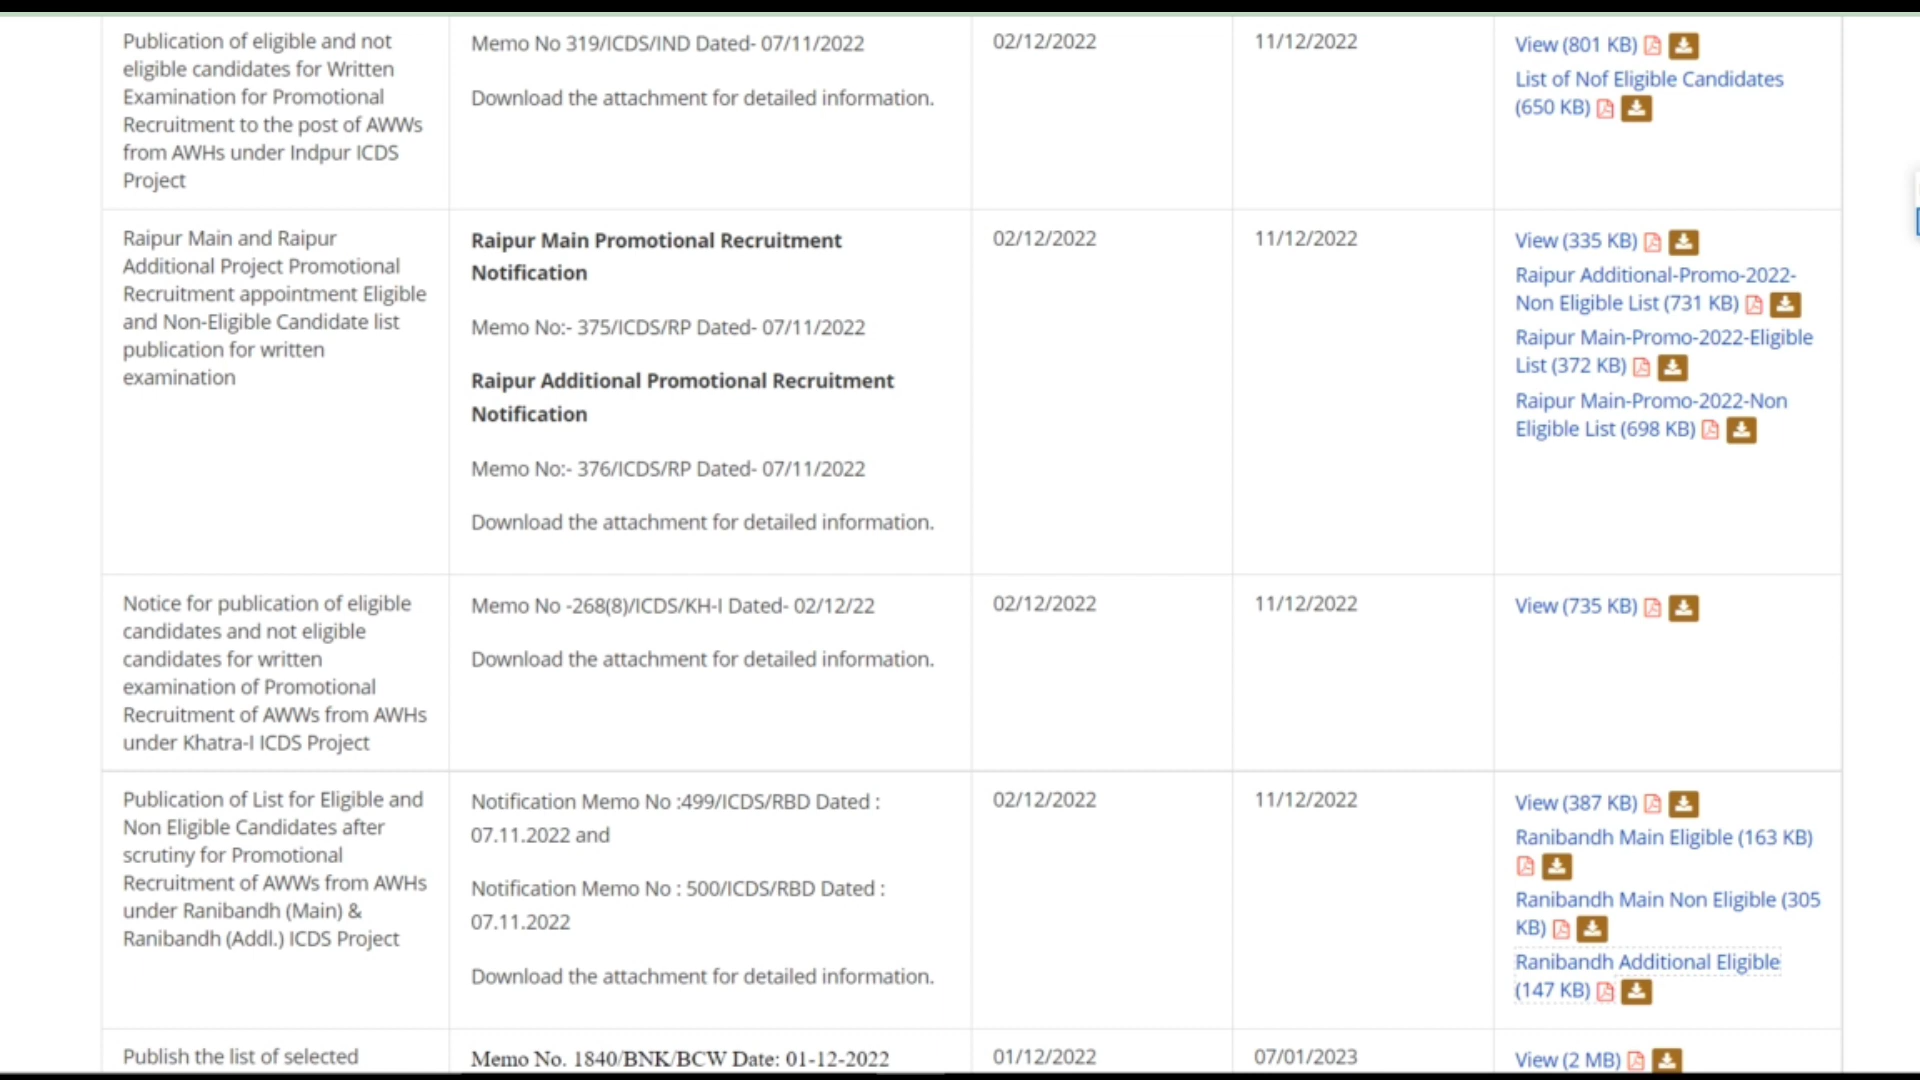 Publication of eligible and not
eligible candidates for Written
Examination for Promotional
Recruitment to the post of AWWs
from AWHs under Indpur ICDS
Project
Memo No 319/ICDS/IND Dated- 07/11/2022
Download the attachment for detailed information.
02/12/2022
11/12/2022
View (801 KB)
List of Nof Eligible Candidates
(650 KB)
Raipur Main and Raipur
Additional Project Promotional
Recruitment appointment Eligible
and Non-Eligible Candidate list
publication for written
examination
Raipur Main Promotional Recruitment
Notification
Memo No:- 375/ICDS/RP Dated- 07/11/2022
Raipur Additional Promotional Recruitment
Notification
Memo No:- 376/ICDS/RP Dated- 07/11/2022
Download the attachment for detailed information.
02/12/2022
11/12/2022
View (335 KB)
Raipur Additional-Promo-2022-
Non Eligible List (731 KB)
Raipur Main-Promo-2022-Eligible
List (372 KB)
Raipur Main-Promo-2022-Non
Eligible List (698 KB)
Notice for publication of eligible
candidates and not eligible
candidates for written
examination of Promotional
Recruitment of AWWs from AWHs
under Khatra-I ICDS Project
Memo No -268(8)/ICDS/KH-I Dated- 02/12/22
Download the attachment for detailed information.
02/12/2022
11/12/2022
View (735 KB)
Publication of List for Eligible and
Non Eligible Candidates after
scrutiny for Promotional
Recruitment of AWWs from AWHs
under Ranibandh (Main) &
Ranibandh (Addl.) ICDS Project
Notification Memo No :499/ICDS/RBD Dated :
07.11.2022 and
Notification Memo No : 500/ICDS/RBD Dated :
07.11.2022
Download the attachment for detailed information.
02/12/2022
11/12/2022
View (387 KB)
Ranibandh Main Eligible (163 KB)
Ranibandh Main Non Eligible (305
KB)
Ranibandh Additional Eligible
(147 KB)
Publish the list of selected
Memo No. 1840/BNK/BCW Date: 01-12-2022
01/12/2022
07/01/2023
View (2 MB)